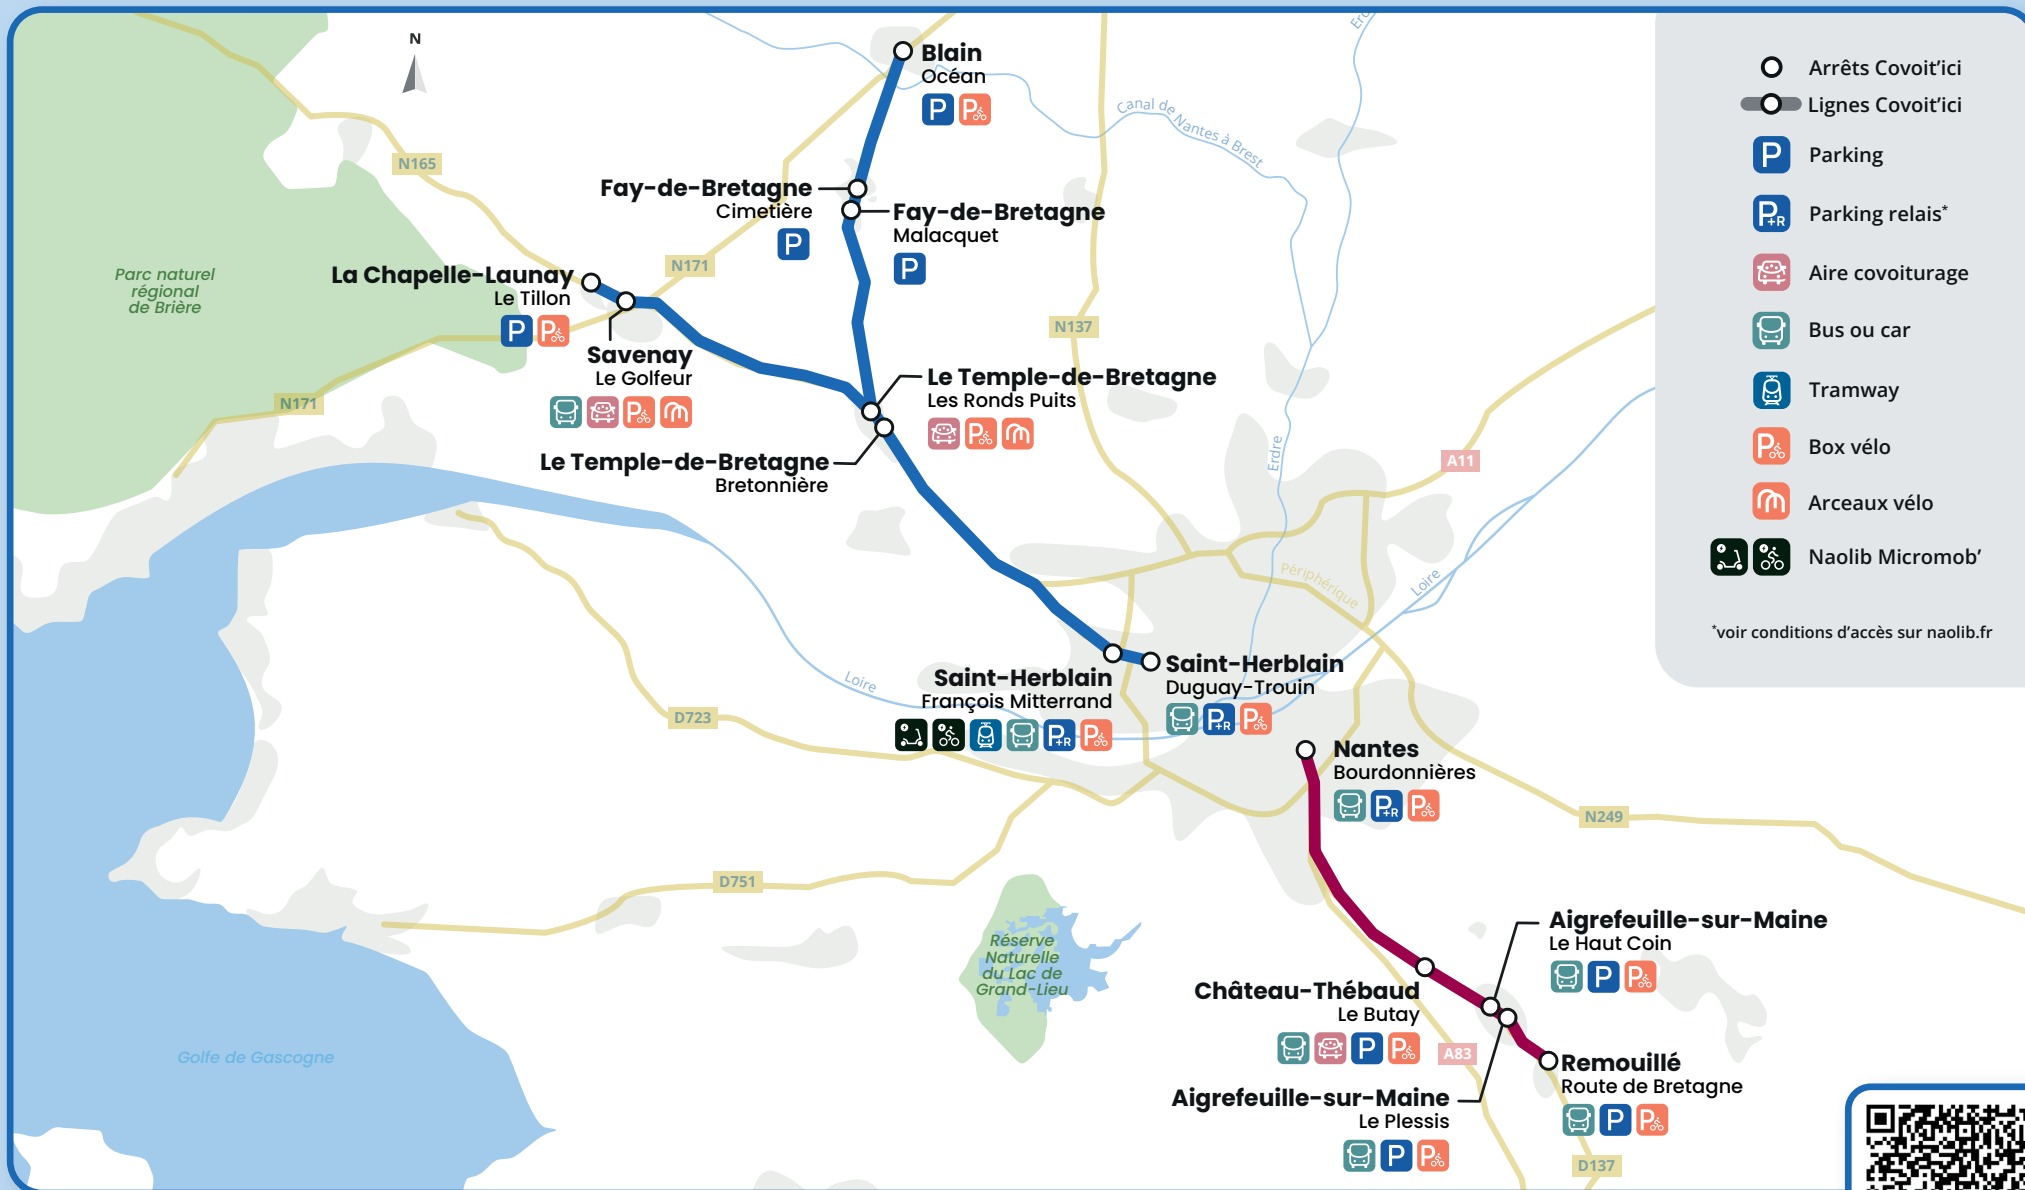 N
Blain
Océan
P
P
Canal de Nantes à Brest
Erd
N165
Fay-de-Bretagne
Cimetière
P
Fay-de-Bretagne
Malacquet
P
N171
Parc naturel
régional
de Brière
La Chapelle-Launay
Le Tillon
P
P
N137
Savenay
Le Golfeur
P
Le Temple-de-Bretagne
Les Ronds Puits
P
N171
Le Temple-de-Bretagne
Bretonnière
Erdre
A11
Périphérique
Loire
Loire
Saint-Herblain
François Mitterrand
P+R
P
Saint-Herblain
Duguay-Trouin
P+R
P
D723
Nantes
Bourdonnières
P+R
P
N249
D751
Réserve
Naturelle
du Lac de
Grand-Lieu
Aigrefeuille-sur-Maine
Le Haut Coin
P
P
Château-Thébaud
Le Butay
P
P
A83
Golfe de Gascogne
Remouillé
Route de Bretagne
P
P
Aigrefeuille-sur-Maine
Le Plessis
P
P
D137
Arrêts Covoit'ici
Lignes Covoit'ici
P Parking
P+R Parking relais*
Aire covoiturage
Bus ou car
Tramway
P Box vélo
Arceaux vélo
Naolib Micromob'
*voir conditions d'accès sur naolib.fr